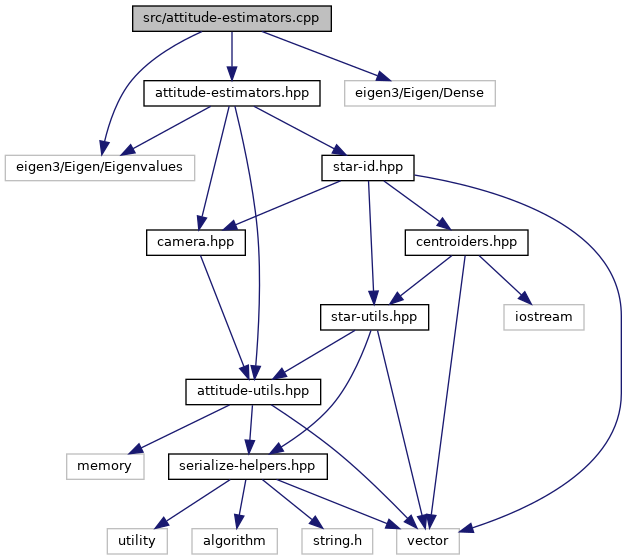 src/attitude-estimators.cpp
attitude-estimators.hpp
eigen3/Eigen/Dense
eigen3/Eigen/Eigenvalues
star-id.hpp
camera.hpp
centroiders.hpp
star-utils.hpp
iostream
attitude-utils.hpp
memory
serialize-helpers.hpp
utility
algorithm
string.h
vector